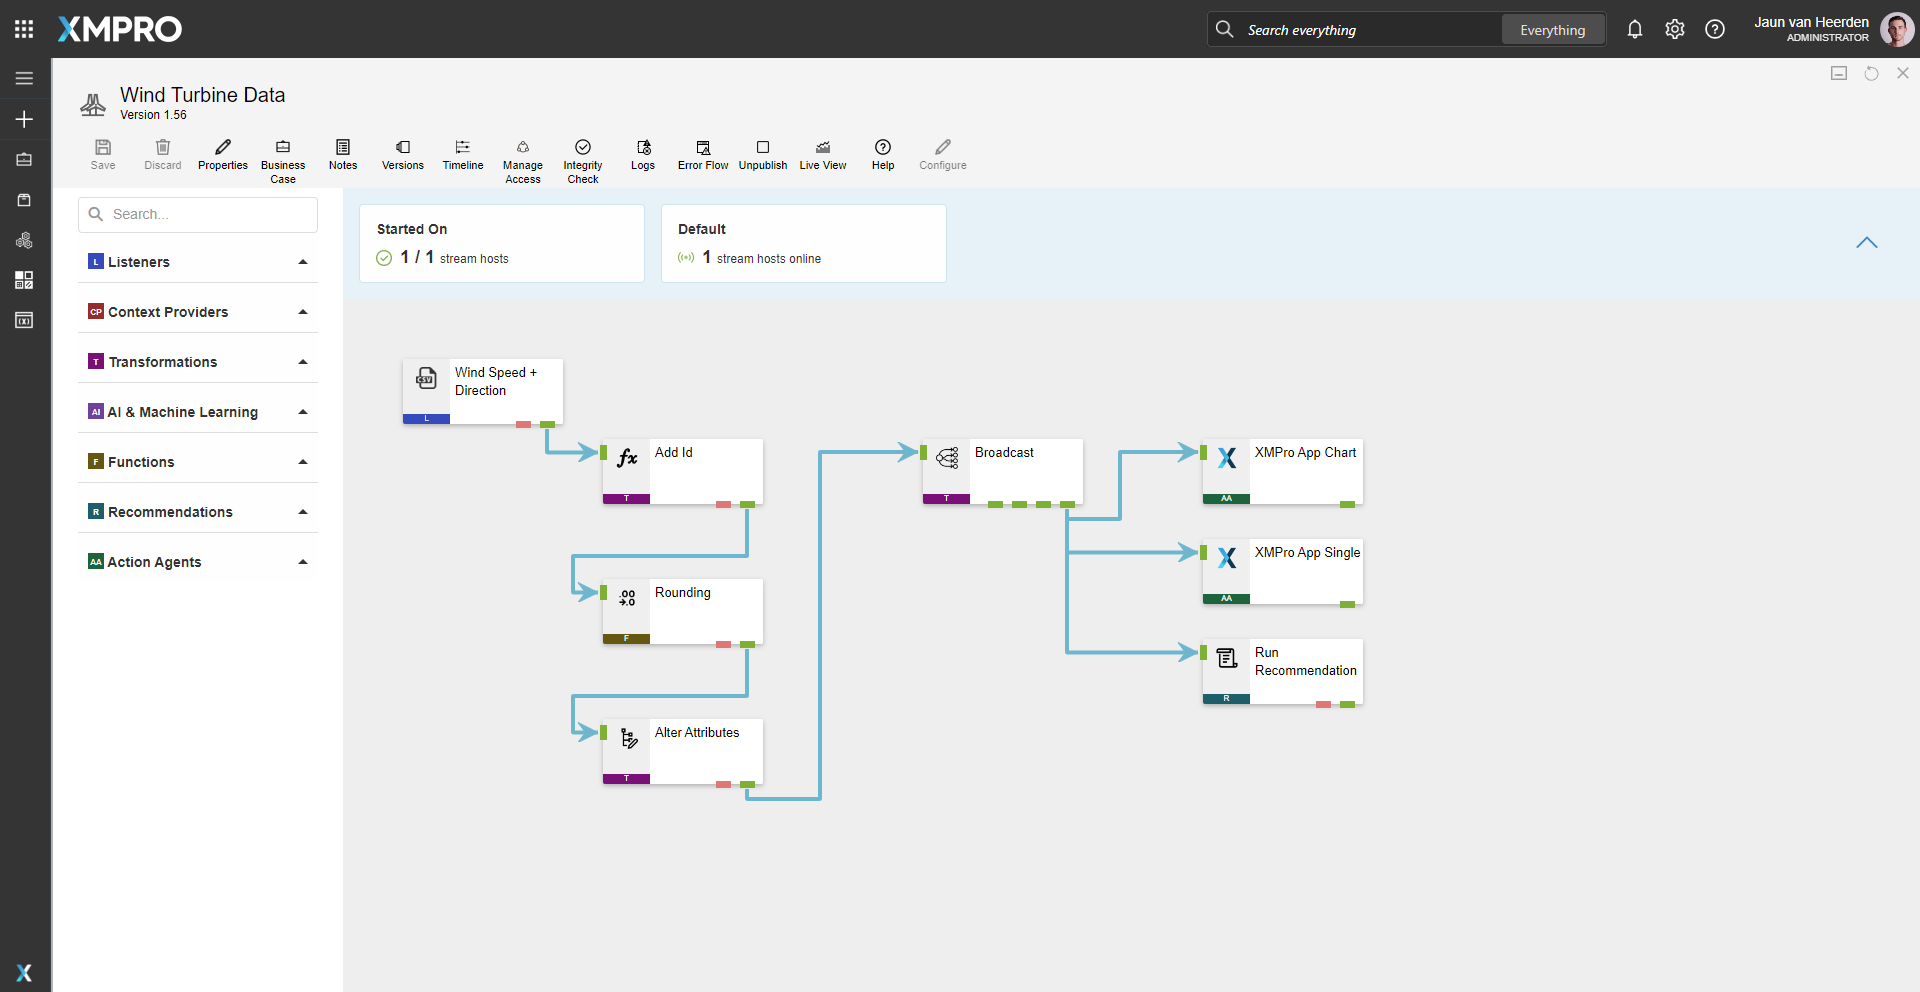 XMPRO
Search everything
Everything
Jaun van Heerden
ADMINISTRATOR
Wind Turbine Data
Version 1.56
Save
Discard
Properties
Business
Case
Notes
Versions
Timeline
Manage
Access
Integrity
Check
Logs
Error Flow
Unpublish
Live View
Help
Configure
Search...
L Listeners
CP Context Providers
T Transformations
AI AI & Machine Learning
F Functions
R Recommendations
AA Action Agents
Started On
1 / 1 stream hosts
Default
1 stream hosts online
CSV
Wind Speed +
Direction
L
fx
Add Id
T
.00
.0
Rounding
F
Alter Attributes
T
Broadcast
T
XMPro App Chart
AA
XMPro App Single
AA
Run
Recommendation
R